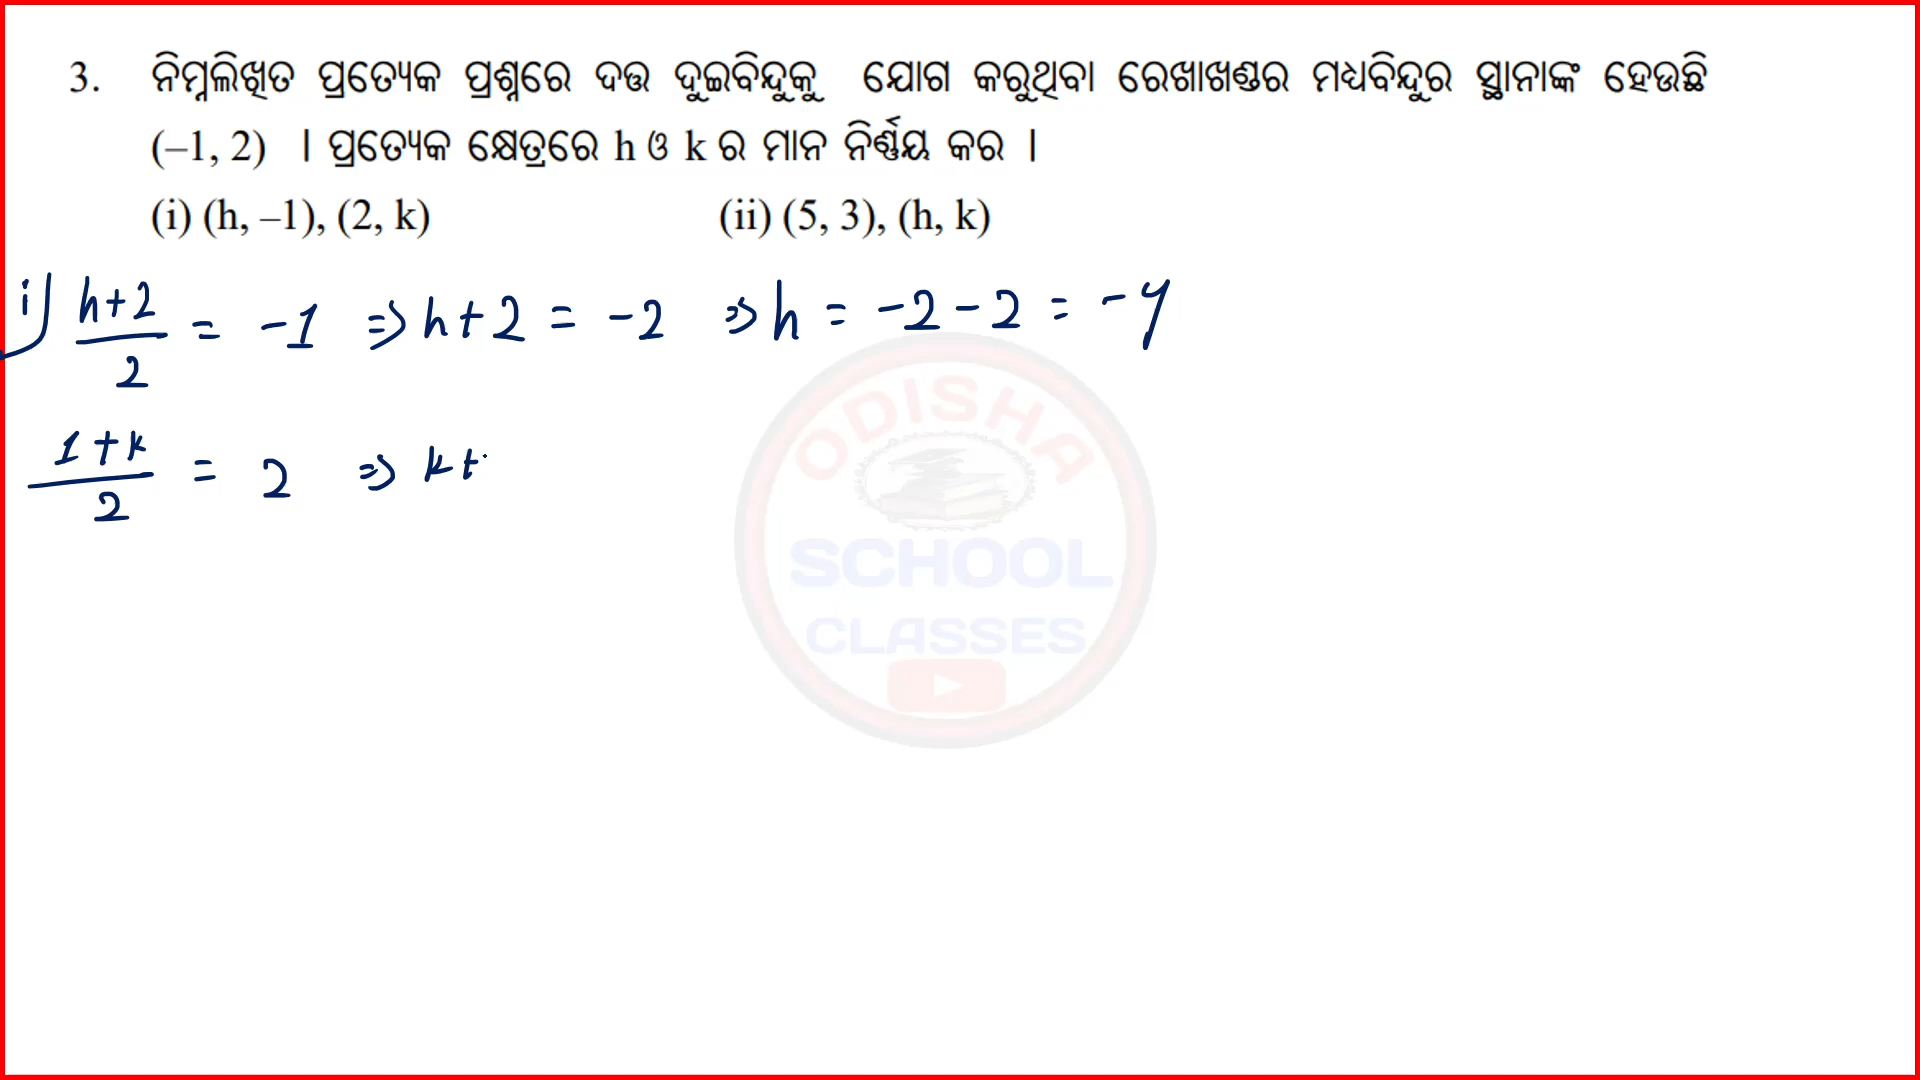 3. ନିମ୍ନଲିଖିତ ପ୍ରତ୍ୟେକ ପ୍ରଶ୍ନରେ ଦତ୍ତ ଦୁଇବିନ୍ଦୁକୁ ଯୋଗ କରୁଥିବା ରେଖାଖଣ୍ଡର ମଧ୍ୟବିନ୍ଦୁର ସ୍ଥାନାଙ୍କ ହେଉଛି
(–1, 2) । ପ୍ରତ୍ୟେକ କ୍ଷେତ୍ରରେ h ଓ k ର ମାନ ନିର୍ଣ୍ଣୟ କର ।
(i) (h, –1), (2, k) (ii) (5, 3), (h, k)
i) (h+2)/2 = -1 ⇒ h+2 = -2 ⇒ h = -2-2 = -4
(1+k)/2 = 2 ⇒ k+
ODISHA
SCHOOL
CLASSES